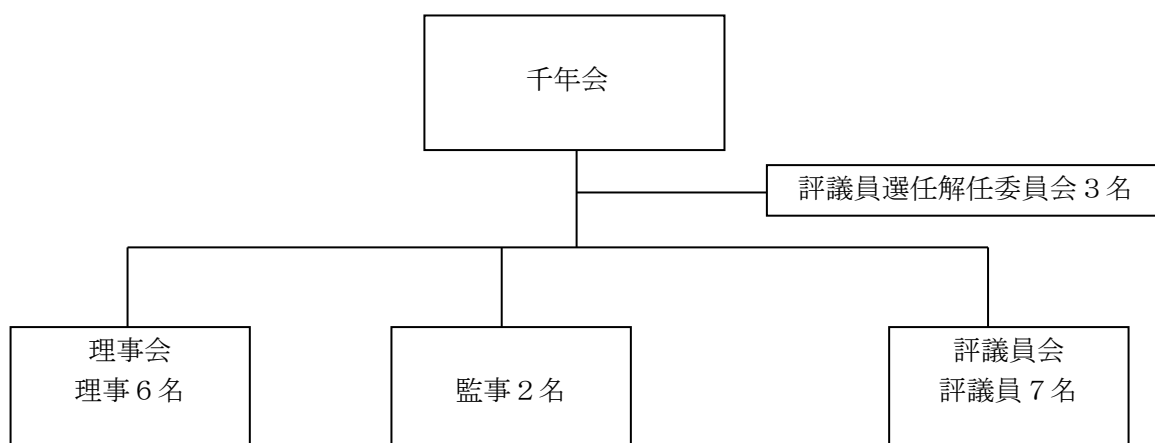 千年会
評議員選任解任委員会３名
理事会
理事６名
監事２名
評議員会
評議員７名